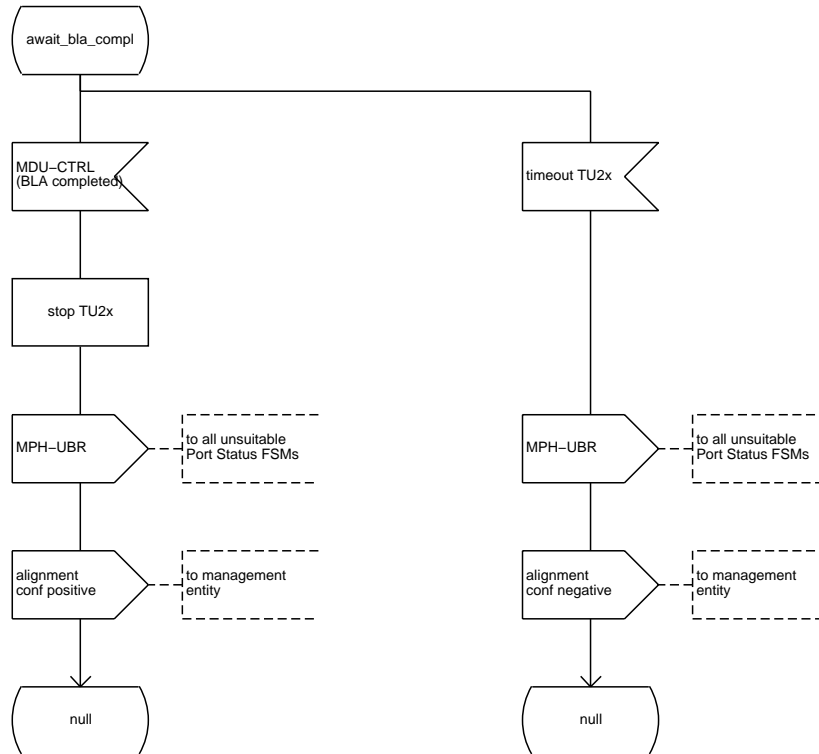 await_bla_compl
MDU−CTRL
(BLA completed)
timeout TU2x
stop TU2x
MPH−UBR
to all unsuitable
Port Status FSMs
MPH−UBR
to all unsuitable
Port Status FSMs
alignment
conf positive
to management
entity
alignment
conf negative
to management
entity
null
null